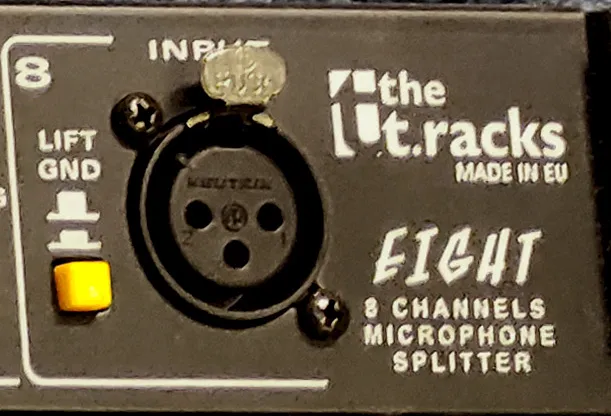 8
INPUT
LIFT
GND
NEUTRIK
2 1
the
t.racks
MADE IN EU
EIGHT
8 CHANNELS
MICROPHONE
SPLITTER